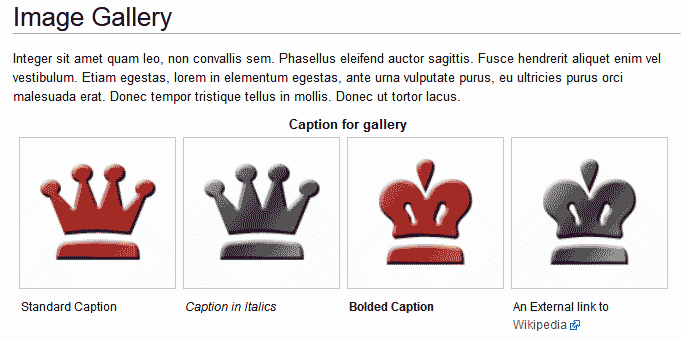 Image Gallery
Integer sit amet quam leo, non convallis sem. Phasellus eleifend auctor sagittis. Fusce hendrerit aliquet enim vel
vestibulum. Etiam egestas, lorem in elementum egestas, ante urna vulputate purus, eu ultricies purus orci
malesuada erat. Donec tempor tristique tellus in mollis. Donec ut tortor lacus.
Caption for gallery
Standard Caption
Caption in Italics
Bolded Caption
An External link to
Wikipedia